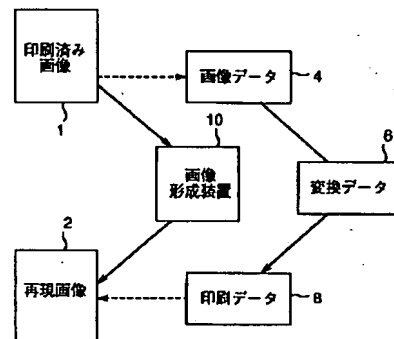 印刷済み
画像
1
画像データ
4
10
画像
形成装置
6
変換データ
2
再現画像
印刷データ
8